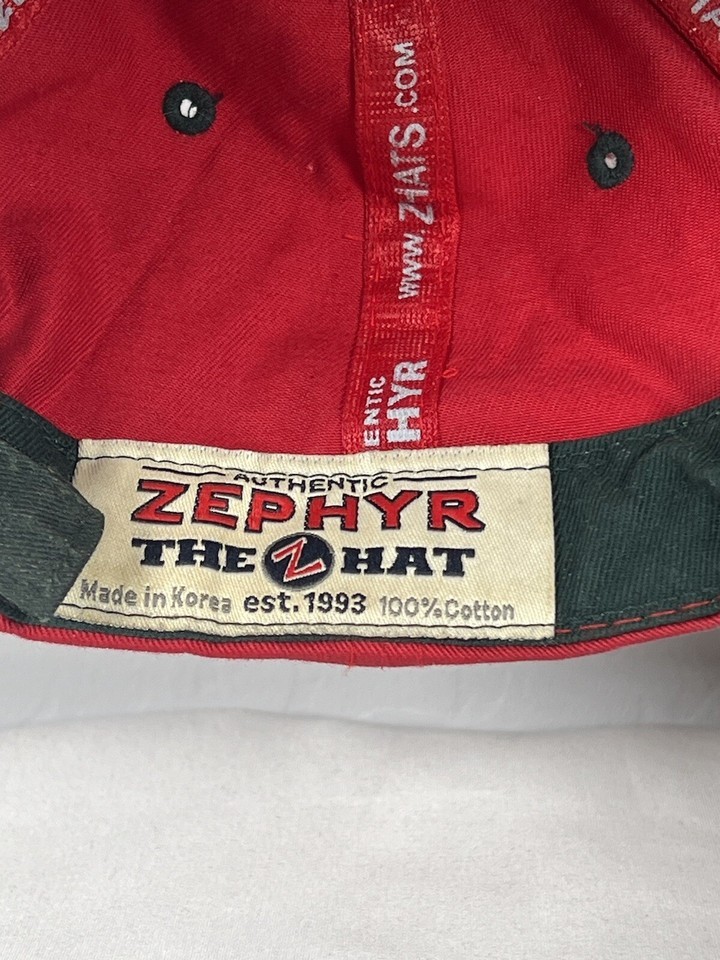 www.ZHATS.COM
ENTIC
HYR
AUTHENTIC
ZEPHYR
THE Z HAT
Made in Korea est.1993 100% Cotton